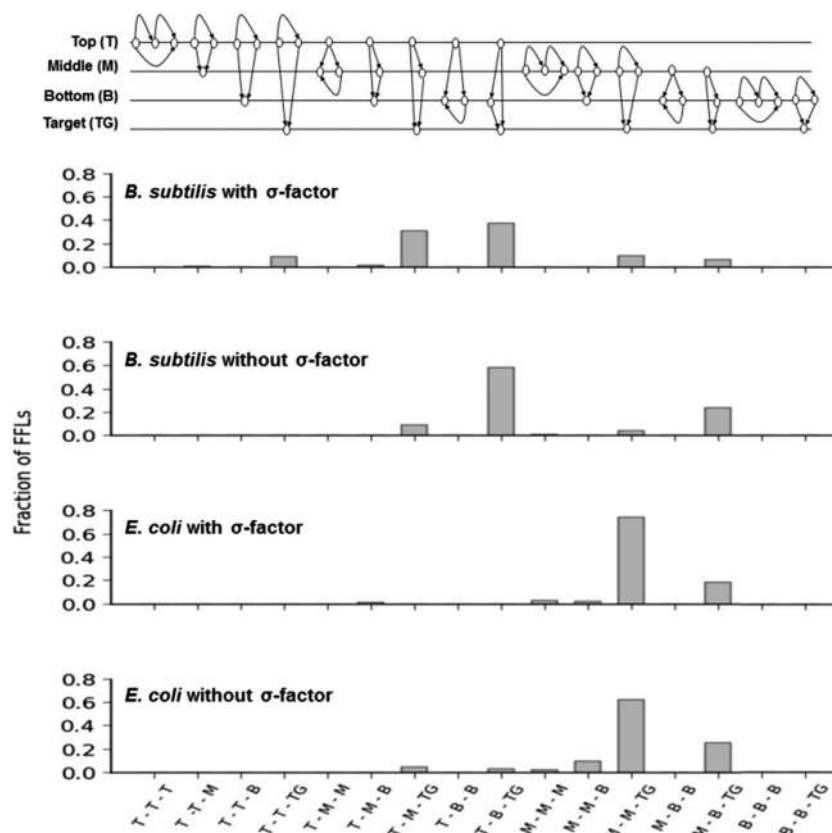 Top (T)
Middle (M)
Bottom (B)
Target (TG)
Fraction of FFLs
0.8
0.6
0.4
0.2
0.0
B. subtilis with σ-factor
0.8
0.6
0.4
0.2
0.0
B. subtilis without σ-factor
0.8
0.6
0.4
0.2
0.0
E. coli with σ-factor
0.8
0.6
0.4
0.2
0.0
E. coli without σ-factor
T - T - T
T - T - M
T - T - B
T - T - TG
T - M - M
T - M - B
T - M - TG
T - B - B
T - B - TG
M - M - M
M - M - B
M - M - TG
M - B - B
M - B - TG
B - B - B
B - B - TG